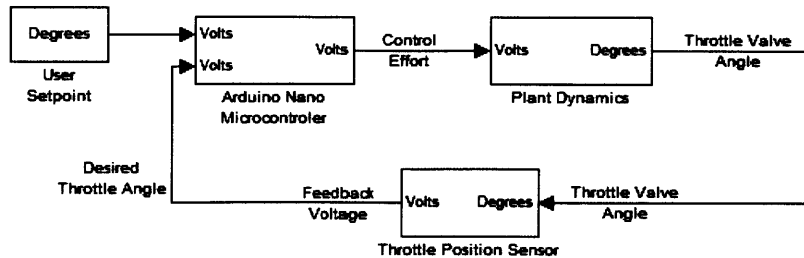 Degrees
User
Setpoint
Volts
Volts
Volts
Arduino Nano
Microcontroler
Control
Effort
Volts
Degrees
Plant Dynamics
Throttle Valve
Angle
Desired
Throttle Angle
Feedback
Voltage
Volts
Degrees
Throttle Position Sensor
Throttle Valve
Angle